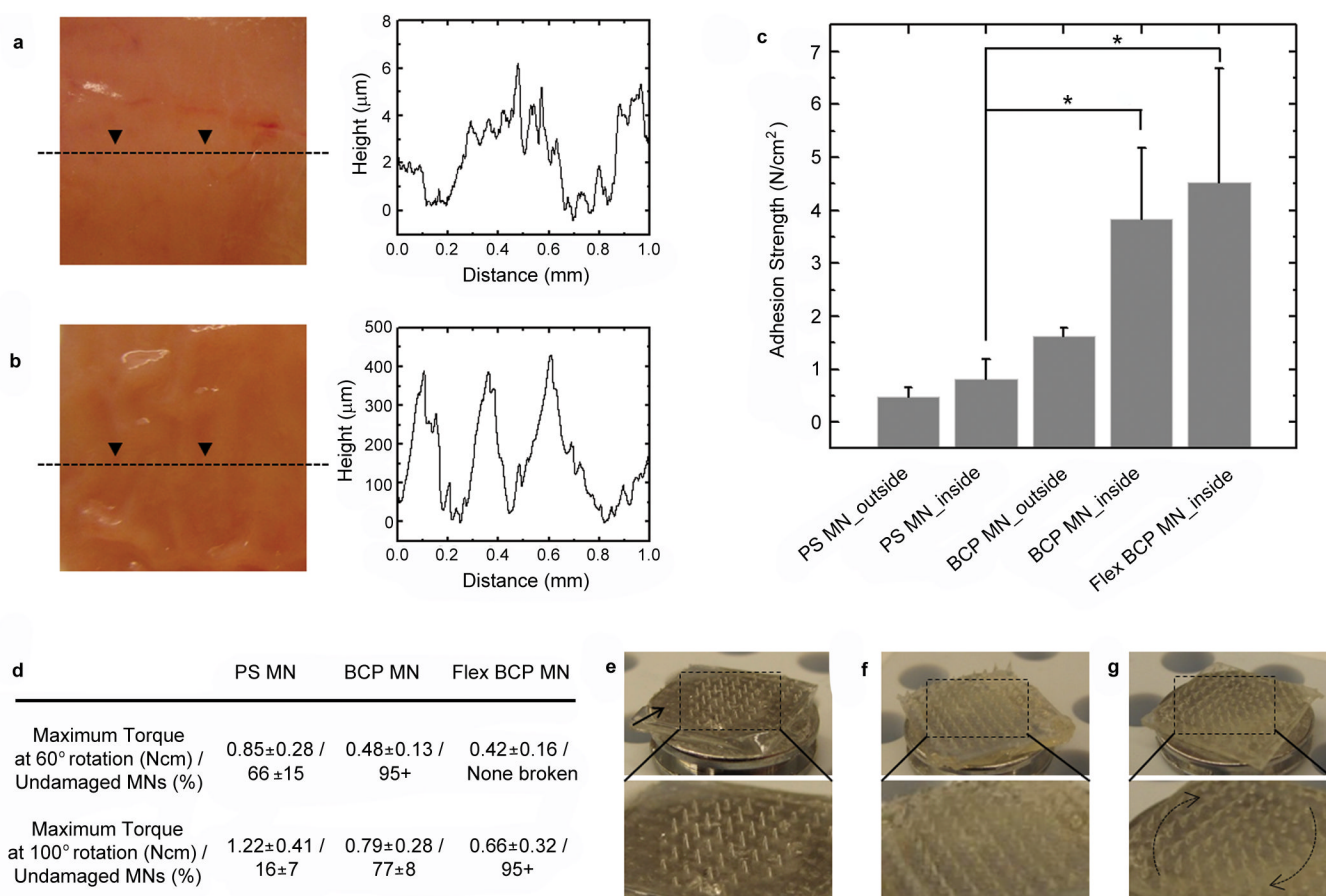 a
8
6
4
2
0
Height (μm)
0.0 0.2 0.4 0.6 0.8 1.0
Distance (mm)
b
500
400
300
200
100
0
Height (μm)
0.0 0.2 0.4 0.6 0.8 1.0
Distance (mm)
c
7
6
5
4
3
2
1
0
Adhesion Strength (N/cm²)
*
*
PS MN_outside
PS MN_inside
BCP MN_outside
BCP MN_inside
Flex BCP MN_inside
d
PS MN BCP MN Flex BCP MN
Maximum Torque
at 60° rotation (Ncm) /
Undamaged MNs (%)
0.85±0.28 /
66 ±15
0.48±0.13 /
95+
0.42±0.16 /
None broken
Maximum Torque
at 100° rotation (Ncm) /
Undamaged MNs (%)
1.22±0.41 /
16±7
0.79±0.28 /
77±8
0.66±0.32 /
95+
e
f
g